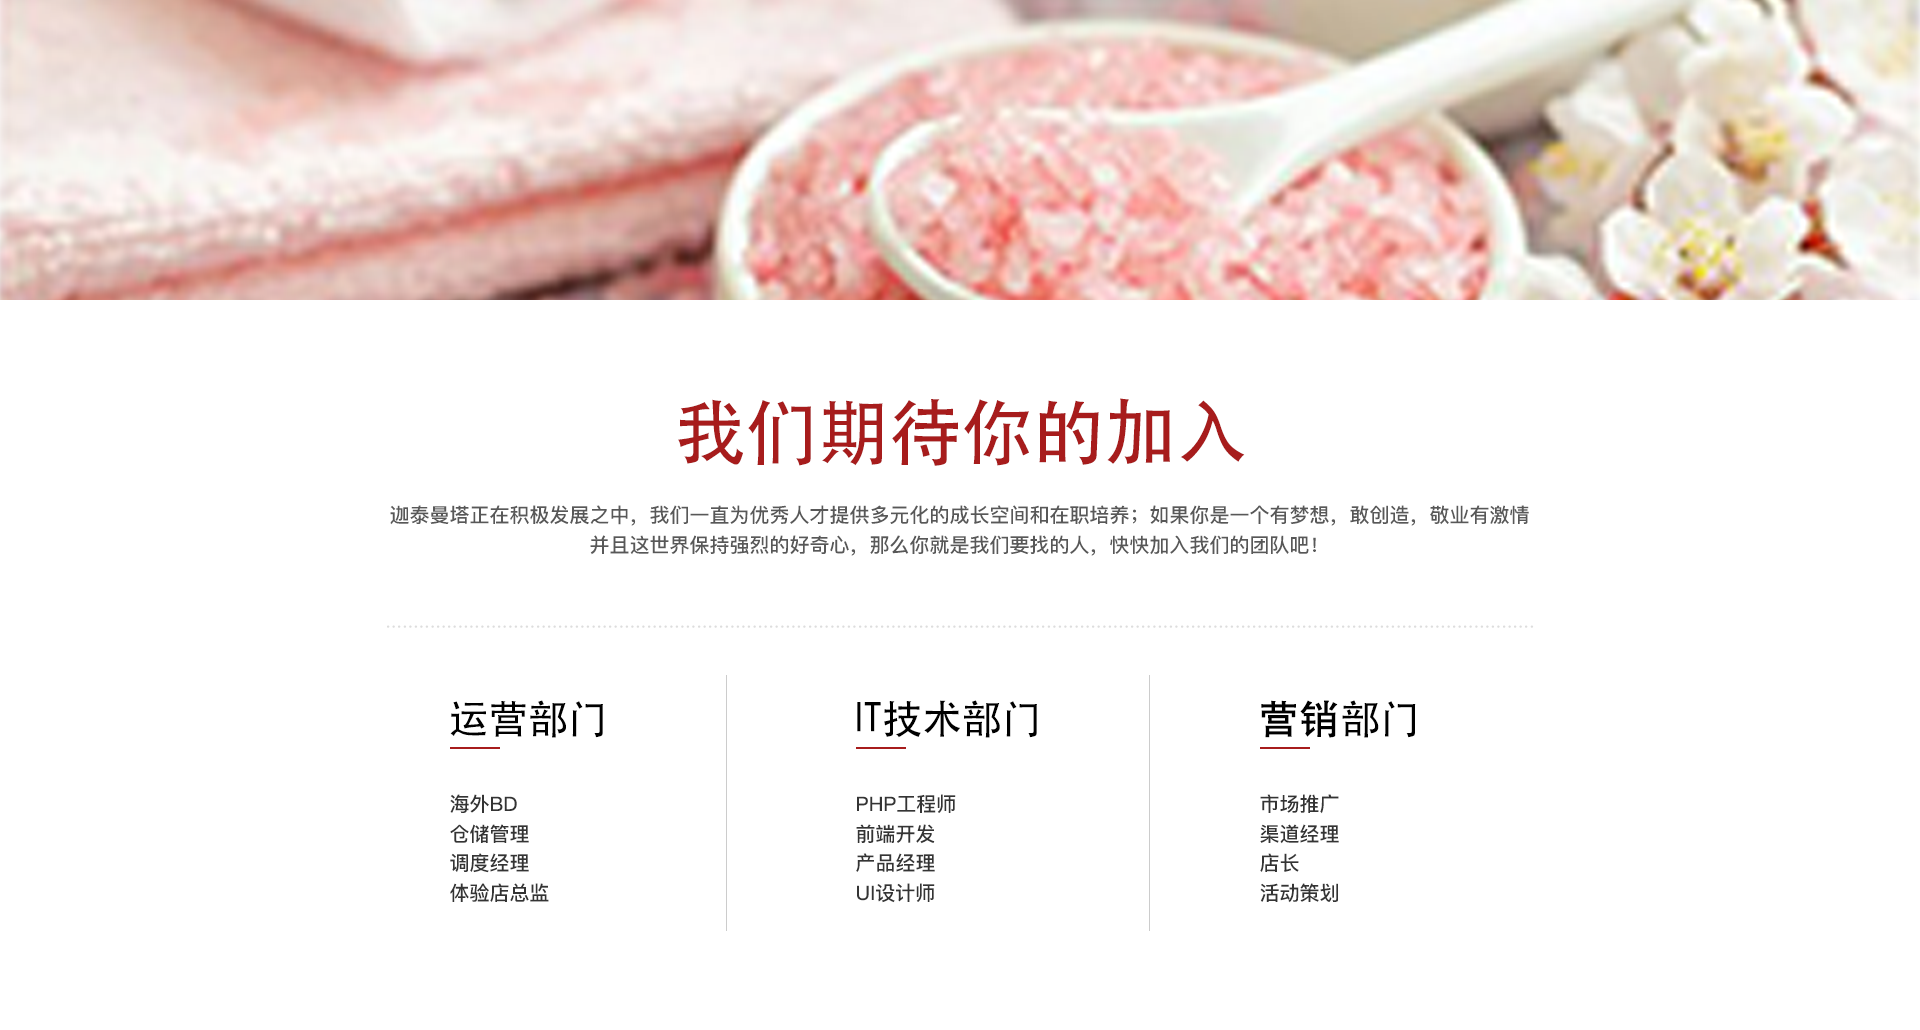 我们期待你的加入
迦泰曼塔正在积极发展之中，我们一直为优秀人才提供多元化的成长空间和在职培养；如果你是一个有梦想，敢创造，敬业有激情
并且这世界保持强烈的好奇心，那么你就是我们要找的人，快快加入我们的团队吧！
运营部门
海外BD
仓储管理
调度经理
体验店总监
IT技术部门
PHP工程师
前端开发
产品经理
UI设计师
营销部门
市场推广
渠道经理
店长
活动策划